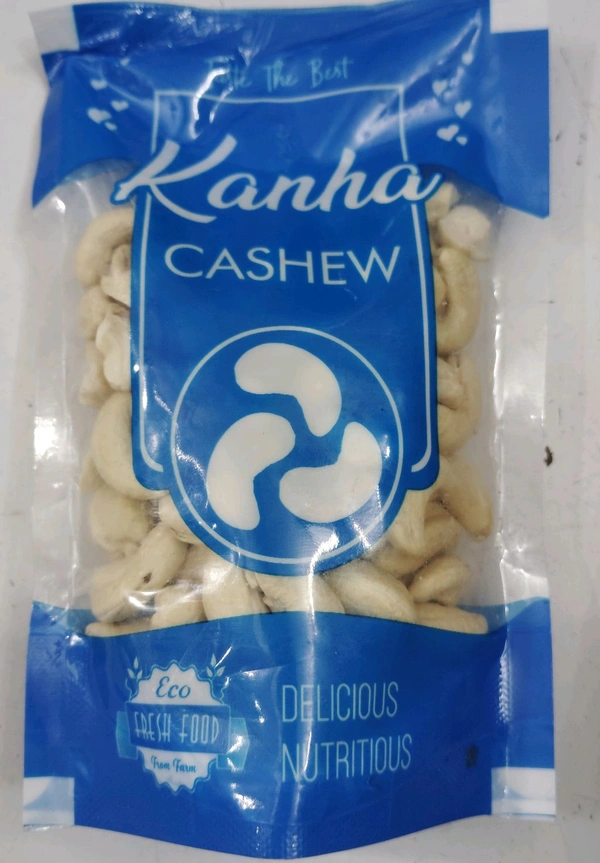 The Best
Kanha
CASHEW
Eco
FRESH FOOD
From Farm
DELICIOUS
NUTRITIOUS